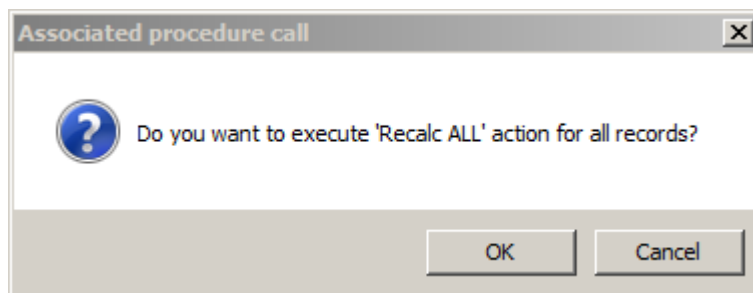 Associated procedure call
Do you want to execute 'Recalc ALL' action for all records?
OK
Cancel